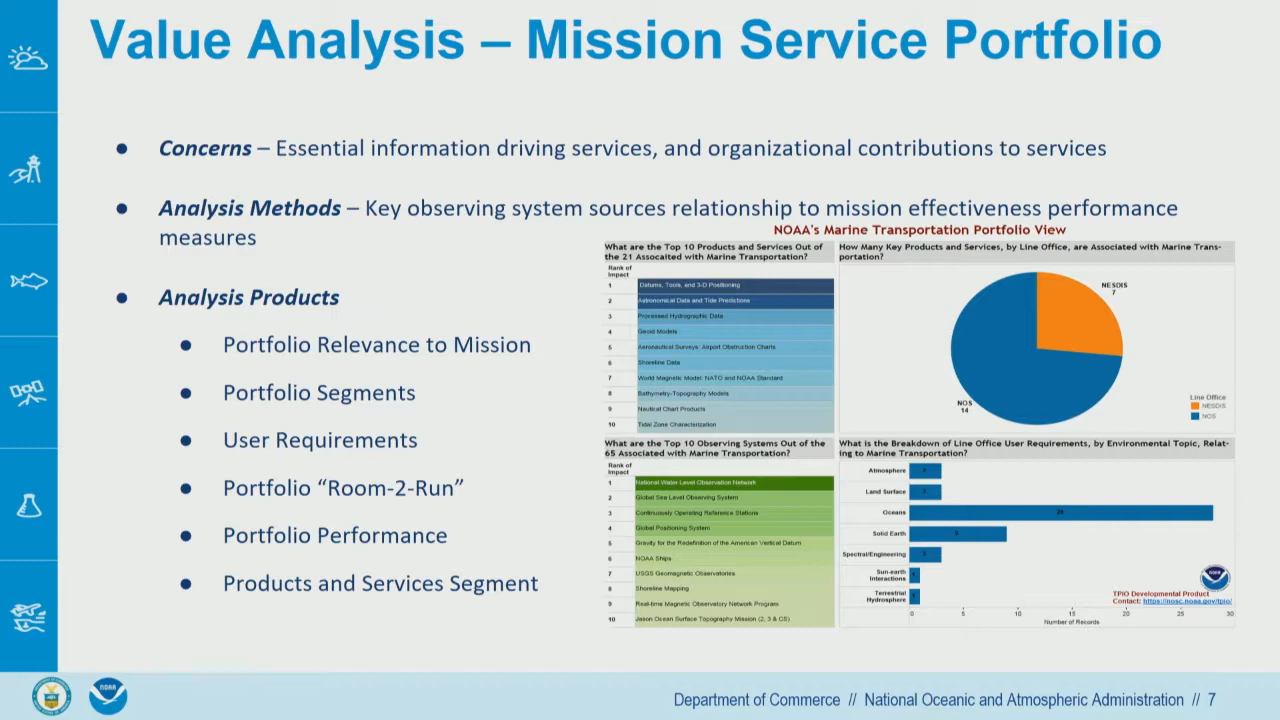 Value Analysis – Mission Service Portfolio
● Concerns – Essential information driving services, and organizational contributions to services
● Analysis Methods – Key observing system sources relationship to mission effectiveness performance
measures
● Analysis Products
● Portfolio Relevance to Mission
● Portfolio Segments
● User Requirements
● Portfolio “Room-2-Run”
● Portfolio Performance
● Products and Services Segment
NOAA's Marine Transportation Portfolio View
What are the Top 10 Products and Services Out of
the 21 Assocaited with Marine Transportation?
Rank of
Impact
1 Datums, Tools, and 3-D Positioning
2 Astronomical Data and Tide Predictions
3 Processed Hydrographic Data
4 Geoid Models
5 Aeronautical Surveys: Airport Obstruction Charts
6 Shoreline Data
7 World Magnetic Model: NATO and NOAA Standard
8 Bathymetry-Topography Models
9 Nautical Chart Products
10 Tidal Zone Characterization
How Many Key Products and Services, by Line Office, are Associated with Marine Trans-
portation?
NESDIS
7
NOS
14
Line Office
NESDIS
NOS
What are the Top 10 Observing Systems Out of the
65 Associated with Marine Transportation?
Rank of
Impact
1 National Water Level Observation Network
2 Global Sea Level Observing System
3 Continuously Operating Reference Stations
4 Global Positioning System
5 Gravity for the Redefinition of the American Vertical Datum
6 NOAA Ships
7 USGS Geomagnetic Observatories
8 Shoreline Mapping
9 Real-time Magnetic Observatory Network Program
10 Jason Ocean Surface Topography Mission (2, 3 & CS)
What is the Breakdown of Line Office User Requirements, by Environmental Topic, Relat-
ing to Marine Transportation?
Atmosphere
Land Surface
Oceans
Solid Earth
Spectral/Engineering
Sun-earth
Interactions
Terrestrial
Hydrosphere
0 5 10 15 20 25 30
Number of Records
NOAA
TPIO Developmental Product
Contact: https://nosc.noaa.gov/tpio/
NOAA
Department of Commerce // National Oceanic and Atmospheric Administration // 7